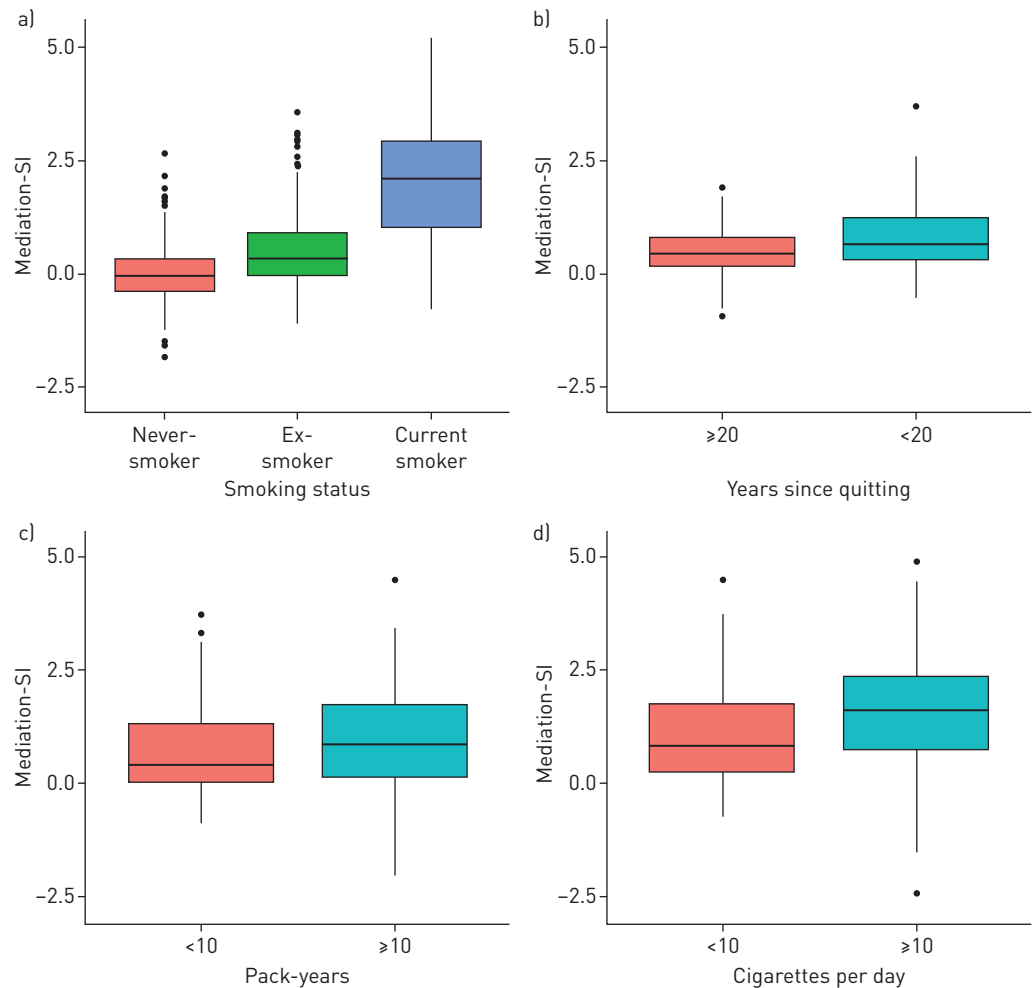 a)
5.0
2.5
0.0
−2.5
Mediation-SI
Never-
smoker
Ex-
smoker
Current
smoker
Smoking status
b)
5.0
2.5
0.0
−2.5
Mediation-SI
⩾20
<20
Years since quitting
c)
5.0
2.5
0.0
−2.5
Mediation-SI
<10
⩾10
Pack-years
d)
5.0
2.5
0.0
−2.5
Mediation-SI
<10
⩾10
Cigarettes per day